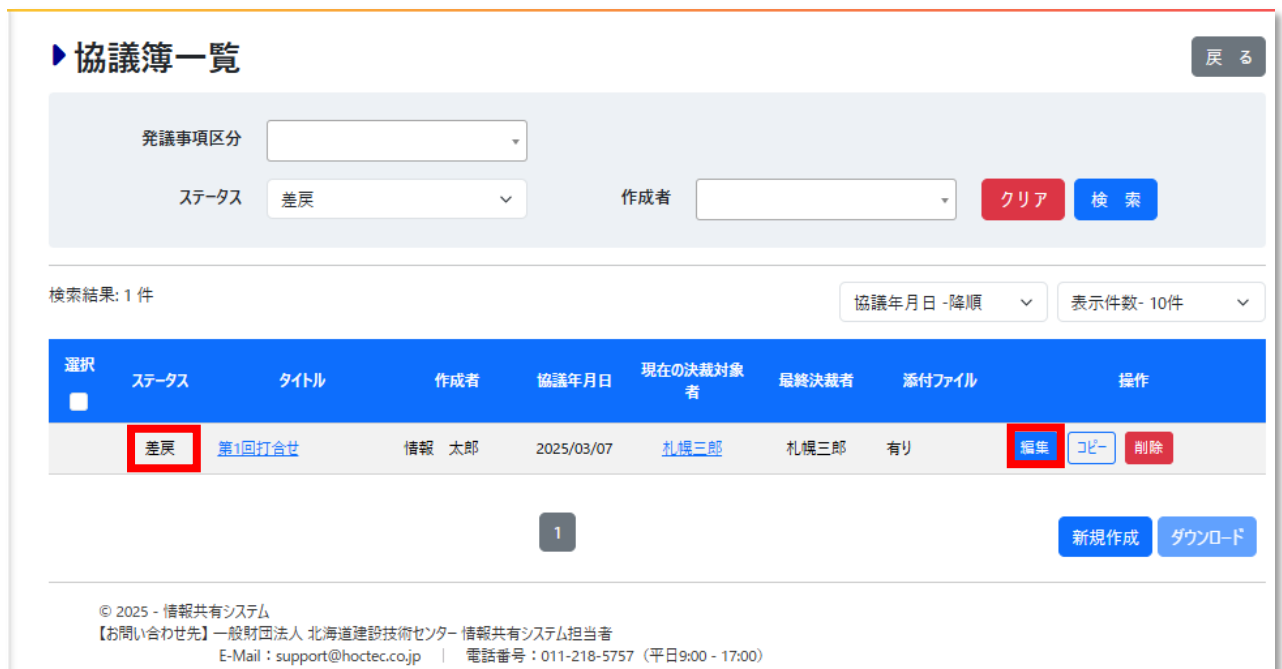 協議簿一覧
戻 る
発議事項区分
ステータス 差戻 作成者 クリア 検 索
検索結果: 1 件
協議年月日 -降順 表示件数- 10件
選択 ステータス タイトル 作成者 協議年月日 現在の決裁対象者 最終決裁者 添付ファイル 操作
差戻 第1回打合せ 情報 太郎 2025/03/07 札幌三郎 札幌三郎 有り 編集 コピー 削除
1
新規作成 ダウンロード
© 2025 - 情報共有システム
【お問い合わせ先】一般財団法人 北海道建設技術センター 情報共有システム担当者
E-Mail：support@hoctec.co.jp ｜ 電話番号：011-218-5757（平日9:00 - 17:00）